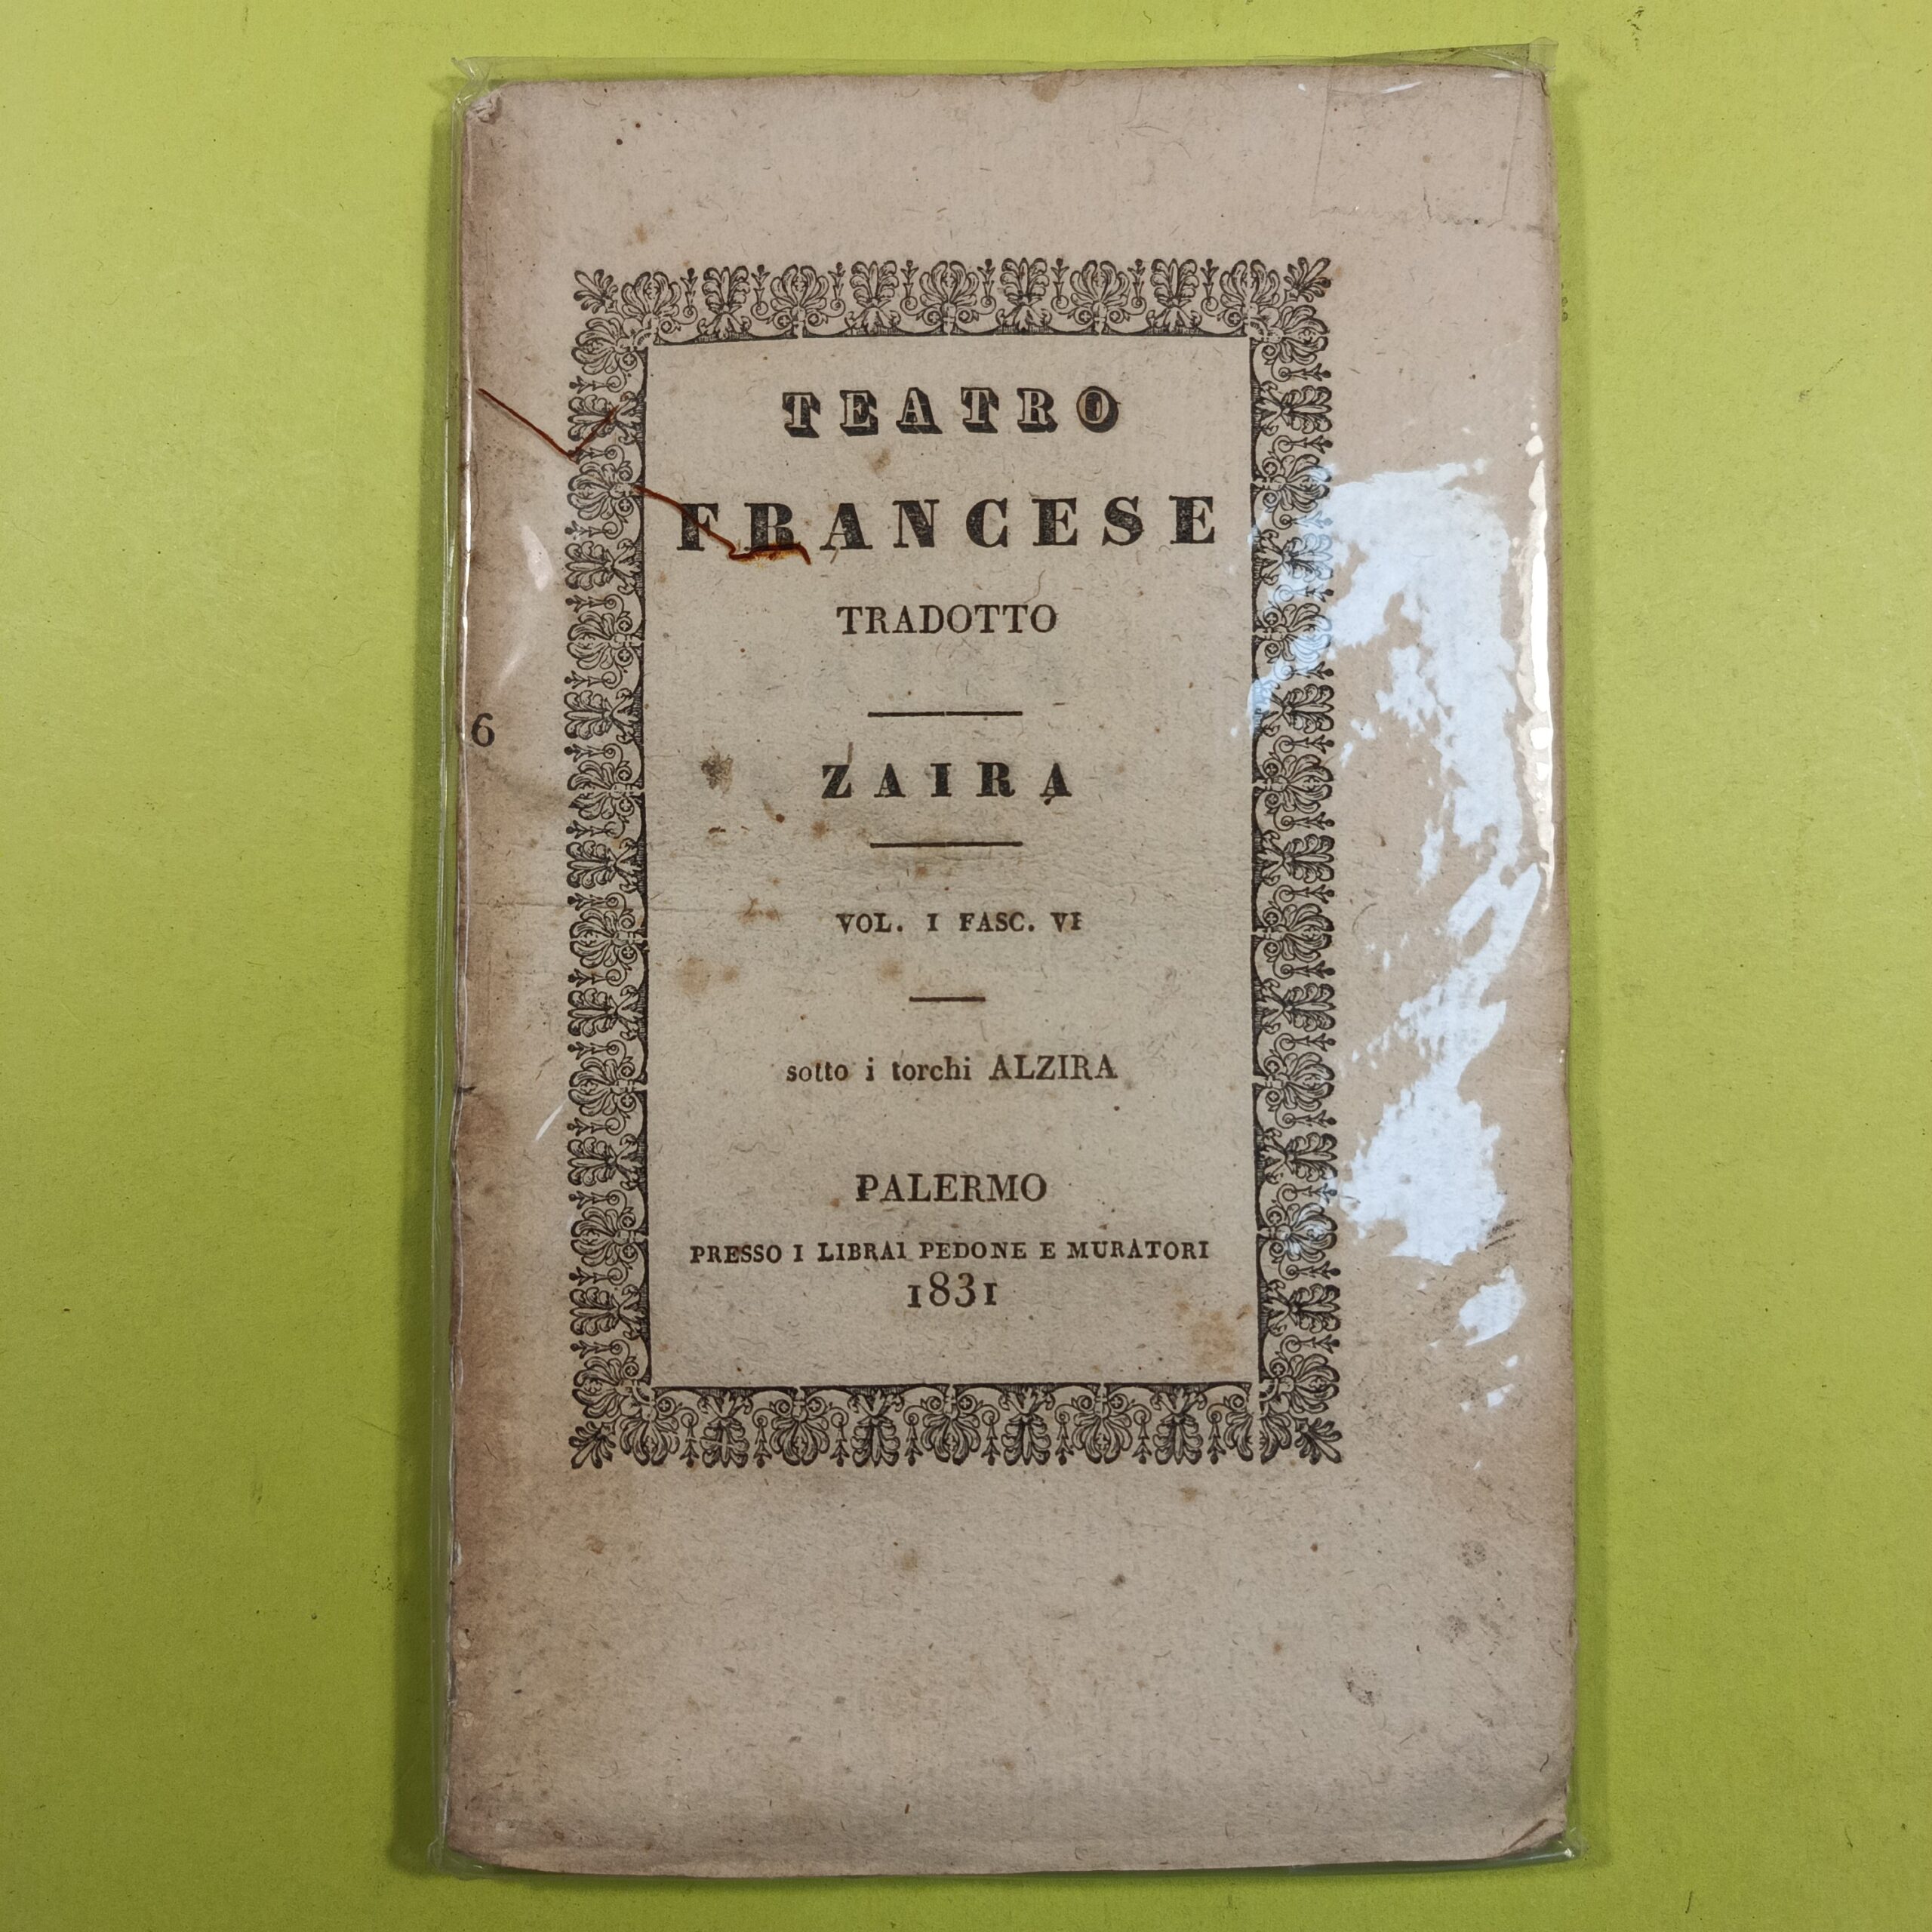 TEATRO
FRANCESE
TRADOTTO
ZAIRA
VOL. I FASC. VI
sotto i torchi ALZIRA
PALERMO
PRESSO I LIBRAI PEDONE E MURATORI
1831
6